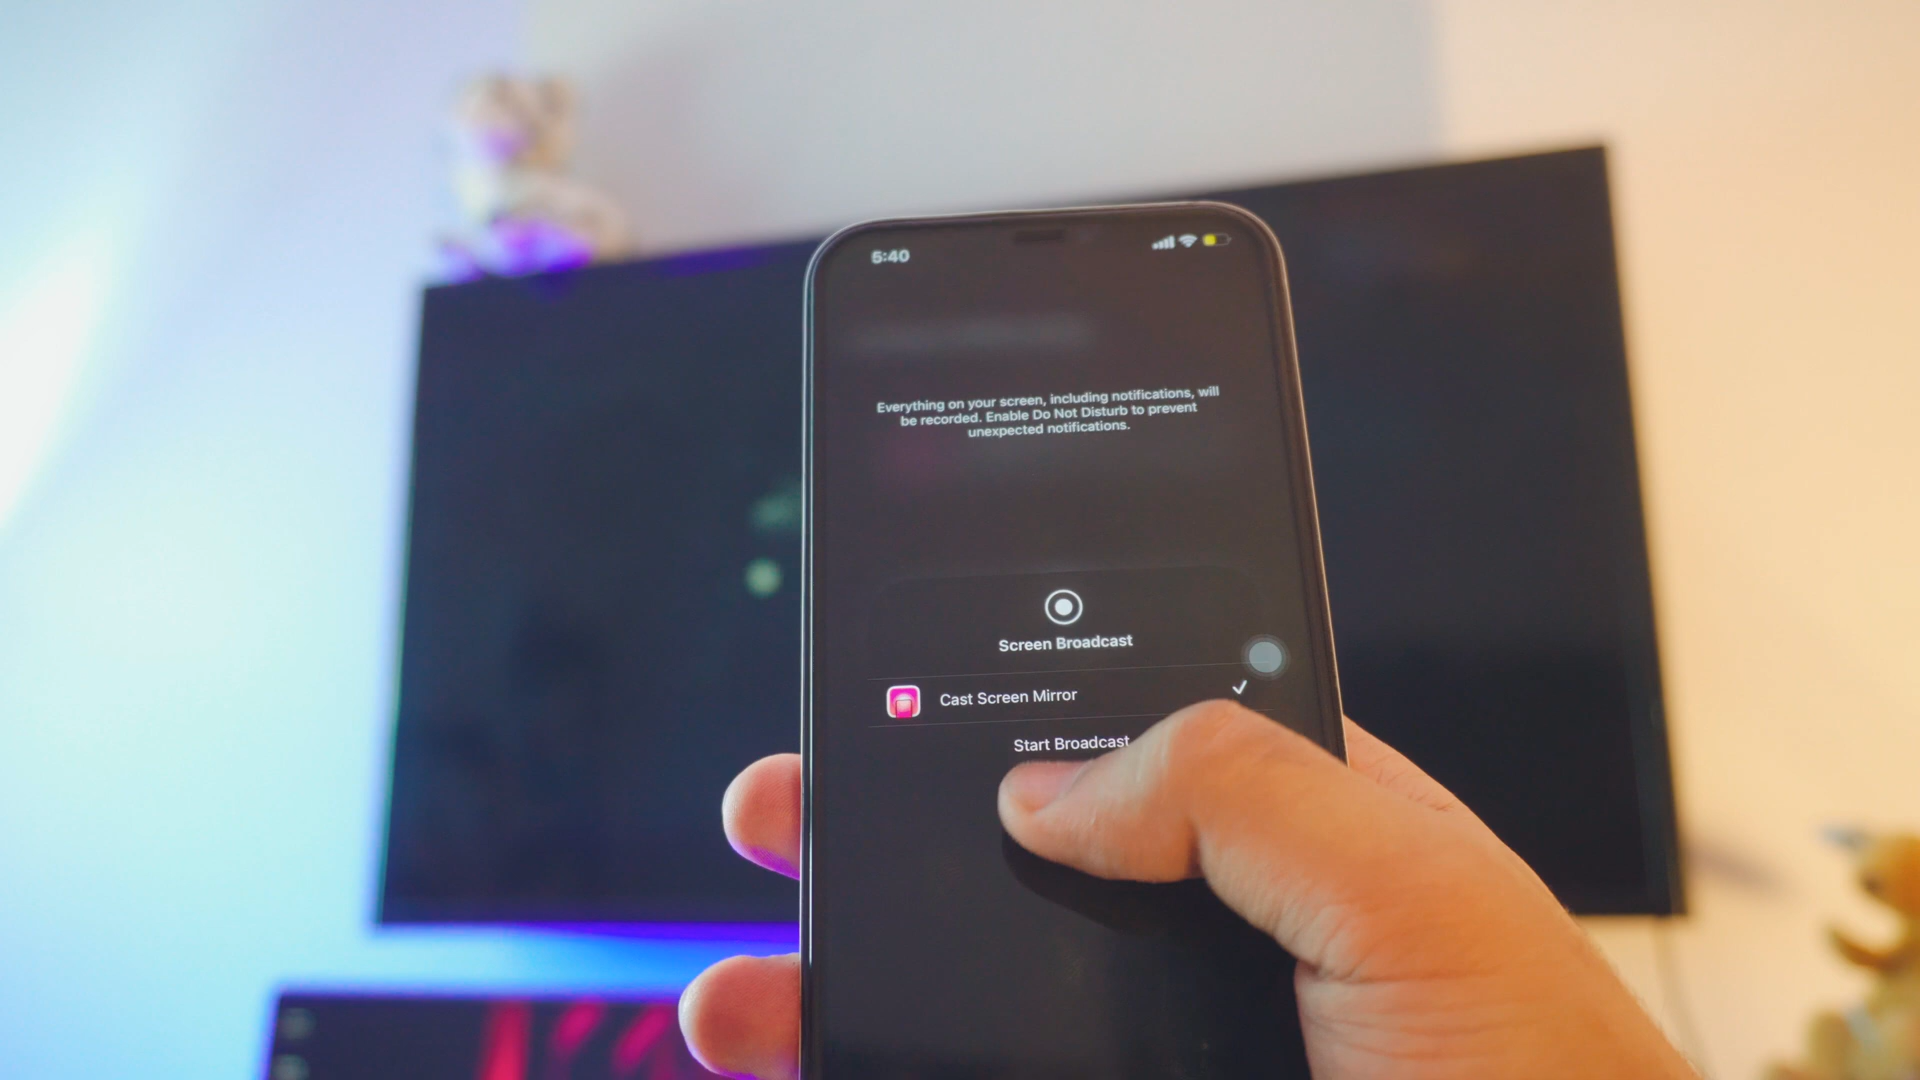 5:40
Everything on your screen, including notifications, will
be recorded. Enable Do Not Disturb to prevent
unexpected notifications.
Screen Broadcast
Cast Screen Mirror
Start Broadcast